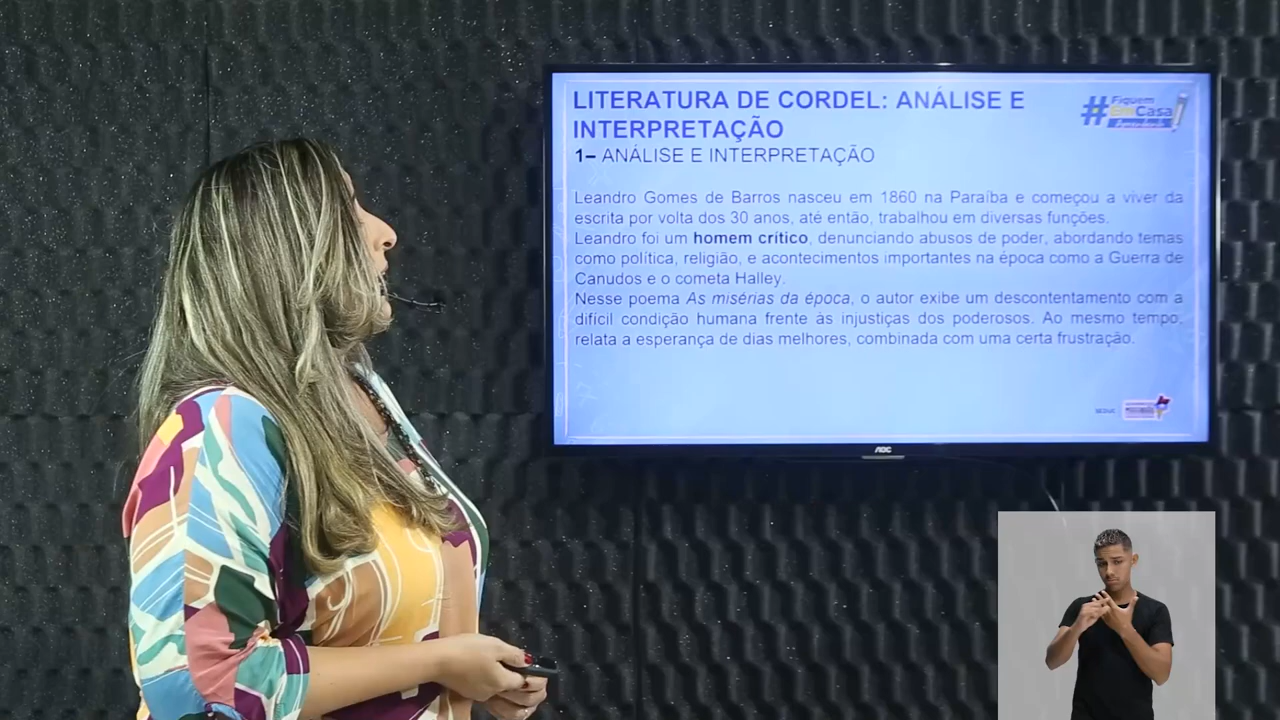 LITERATURA DE CORDEL: ANÁLISE E
INTERPRETAÇÃO
#Fiquem
EmCasa
1– ANÁLISE E INTERPRETAÇÃO
Leandro Gomes de Barros nasceu em 1860 na Paraíba e começou a viver da
escrita por volta dos 30 anos, até então, trabalhou em diversas funções.
Leandro foi um homem crítico, denunciando abusos de poder, abordando temas
como política, religião, e acontecimentos importantes na época como a Guerra de
Canudos e o cometa Halley.
Nesse poema As misérias da época, o autor exibe um descontentamento com a
difícil condição humana frente às injustiças dos poderosos. Ao mesmo tempo,
relata a esperança de dias melhores, combinada com uma certa frustração.
SEDUC
AOC